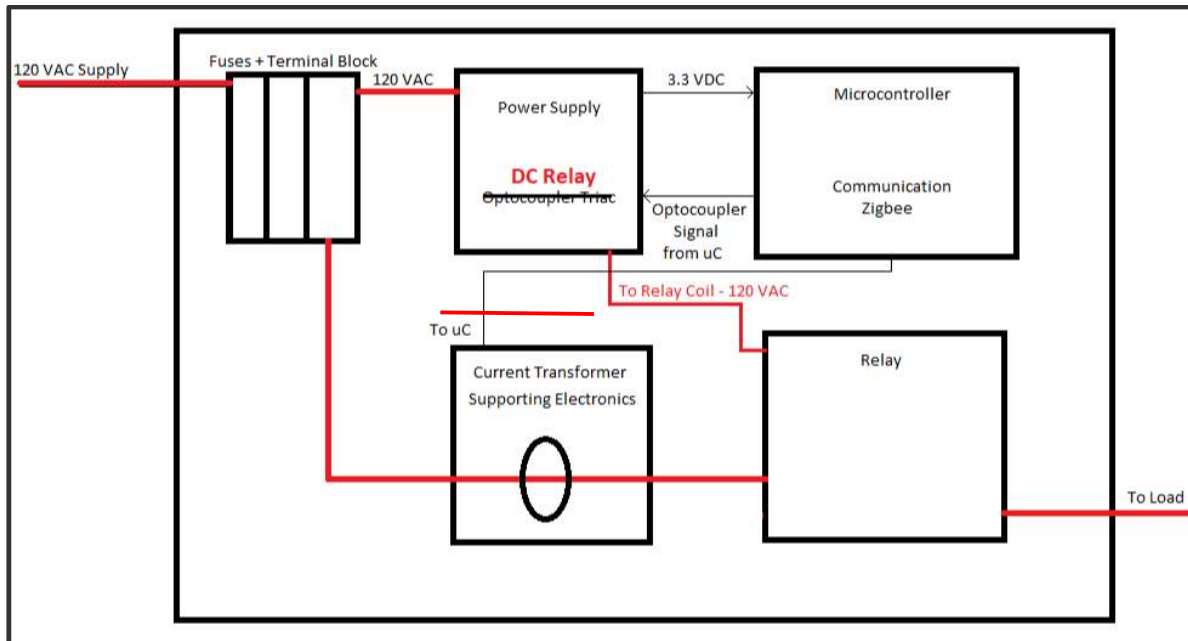 Fuses + Terminal Block
120 VAC Supply
120 VAC
Power Supply
DC Relay
Optocoupler Triac
3.3 VDC
Microcontroller
Communication
Zigbee
Optocoupler
Signal
from uC
To Relay Coil - 120 VAC
To uC
Current Transformer
Supporting Electronics
Relay
To Load